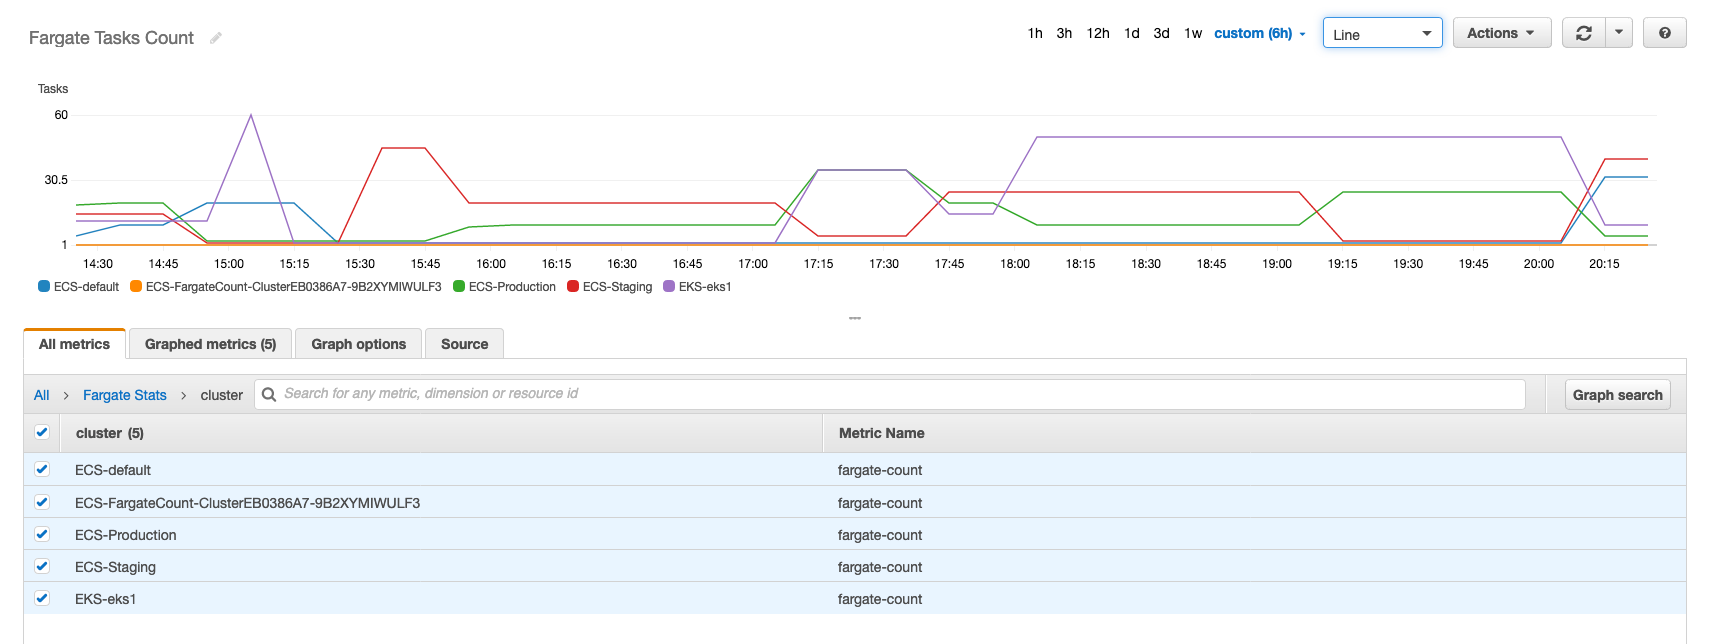 Fargate Tasks Count
1h 3h 12h 1d 3d 1w custom (6h) Line Actions
Tasks
60
30.5
1
14:30 14:45 15:00 15:15 15:30 15:45 16:00 16:15 16:30 16:45 17:00 17:15 17:30 17:45 18:00 18:15 18:30 18:45 19:00 19:15 19:30 19:45 20:00 20:15
ECS-default ECS-FargateCount-ClusterEB0386A7-9B2XYMIWULF3 ECS-Production ECS-Staging EKS-eks1
All metrics Graphed metrics (5) Graph options Source
All > Fargate Stats > cluster Search for any metric, dimension or resource id Graph search
cluster (5) Metric Name
ECS-default fargate-count
ECS-FargateCount-ClusterEB0386A7-9B2XYMIWULF3 fargate-count
ECS-Production fargate-count
ECS-Staging fargate-count
EKS-eks1 fargate-count